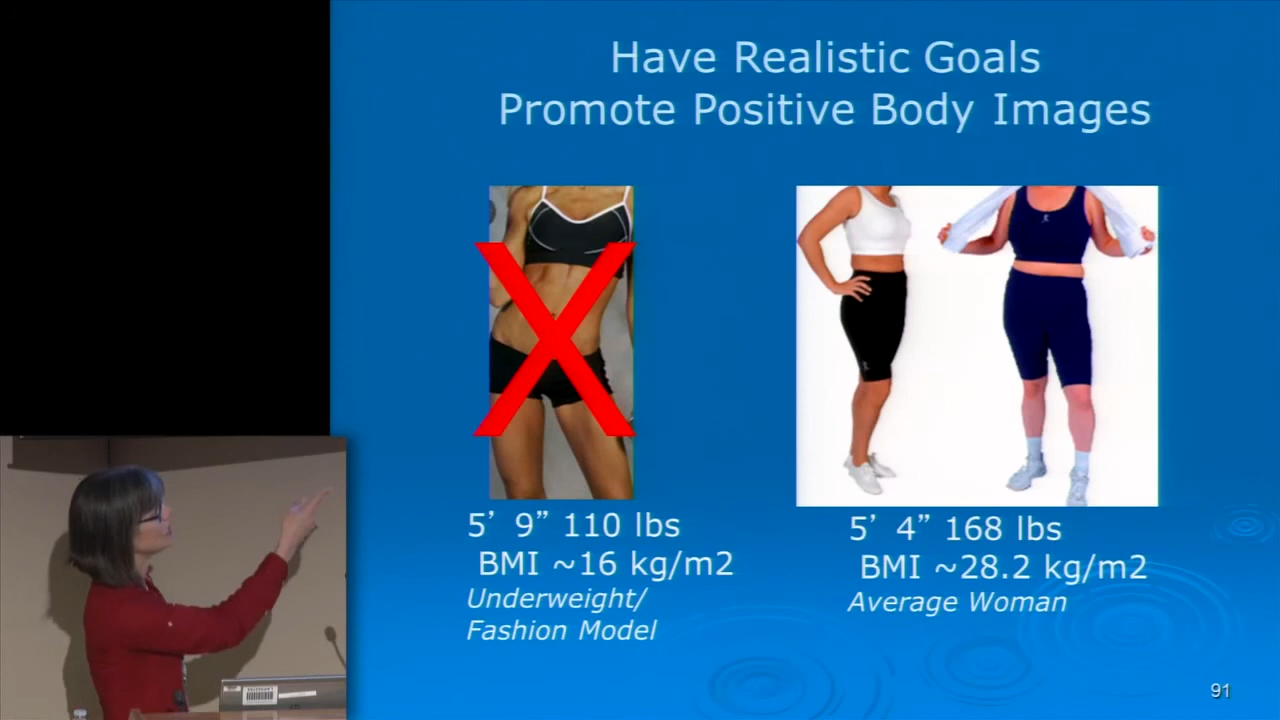 Have Realistic Goals
Promote Positive Body Images
X
5’ 9” 110 lbs
BMI ~16 kg/m2
Underweight/
Fashion Model
5’ 4” 168 lbs
BMI ~28.2 kg/m2
Average Woman
91